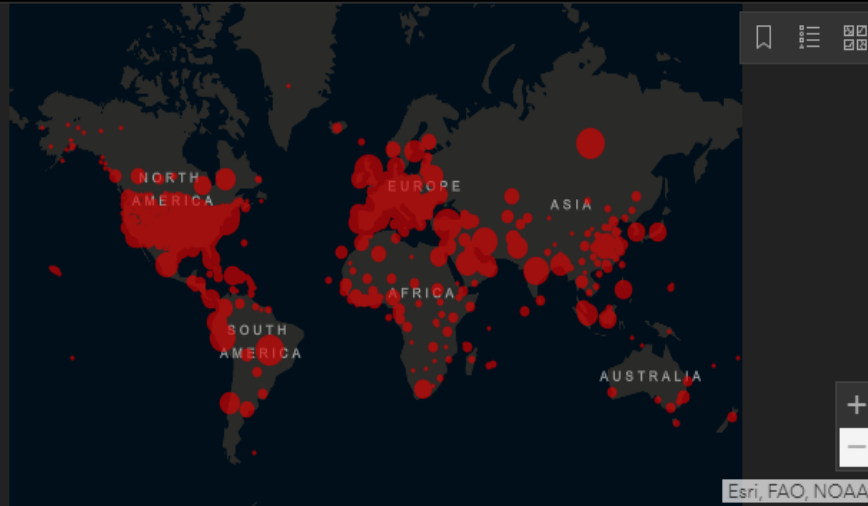 NORTH
AMERICA
EUROPE
ASIA
AFRICA
SOUTH
AMERICA
AUSTRALIA
Esri, FAO, NOAA